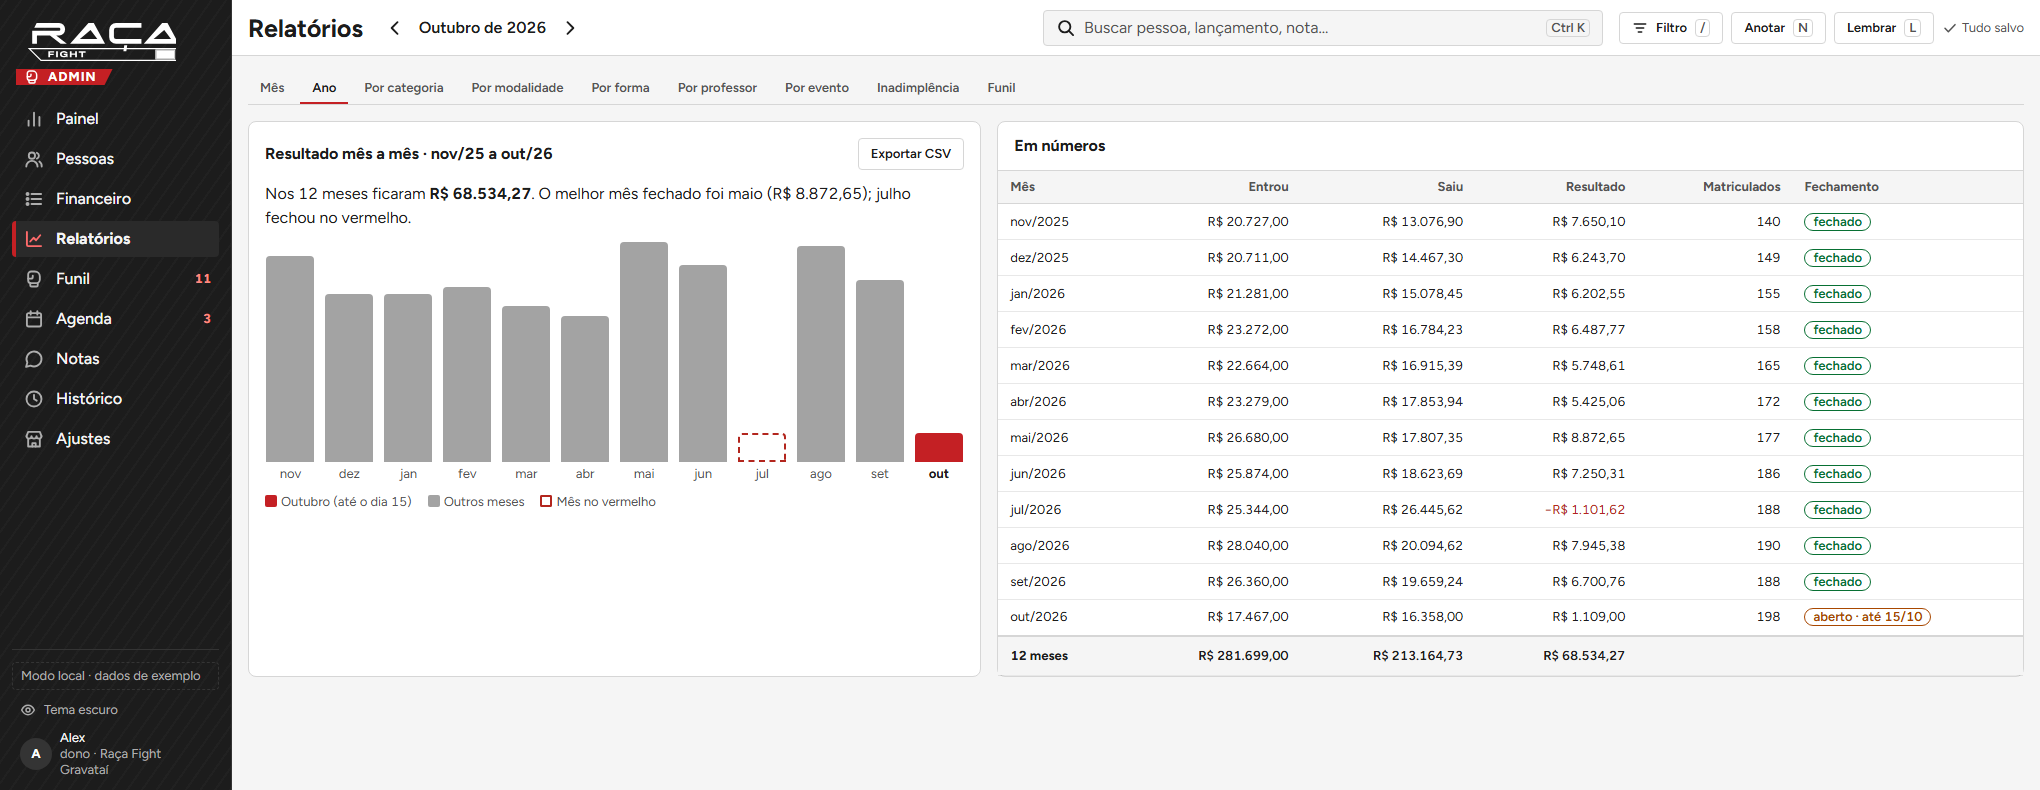 RAÇA
FIGHT
ADMIN
Painel
Pessoas
Financeiro
Relatórios
Funil 11
Agenda 3
Notas
Histórico
Ajustes
Modo local · dados de exemplo
Tema escuro
A
Alex
dono · Raça Fight
Gravataí
Relatórios
Outubro de 2026
Buscar pessoa, lançamento, nota... Ctrl K
Filtro /
Anotar N
Lembrar L
Tudo salvo
Mês Ano Por categoria Por modalidade Por forma Por professor Por evento Inadimplência Funil
Resultado mês a mês · nov/25 a out/26
Exportar CSV
Nos 12 meses ficaram R$ 68.534,27. O melhor mês fechado foi maio (R$ 8.872,65); julho
fechou no vermelho.
nov dez jan fev mar abr mai jun jul ago set out
Outubro (até o dia 15) Outros meses Mês no vermelho
Em números
Mês Entrou Saiu Resultado Matriculados Fechamento
nov/2025 R$ 20.727,00 R$ 13.076,90 R$ 7.650,10 140 fechado
dez/2025 R$ 20.711,00 R$ 14.467,30 R$ 6.243,70 149 fechado
jan/2026 R$ 21.281,00 R$ 15.078,45 R$ 6.202,55 155 fechado
fev/2026 R$ 23.272,00 R$ 16.784,23 R$ 6.487,77 158 fechado
mar/2026 R$ 22.664,00 R$ 16.915,39 R$ 5.748,61 165 fechado
abr/2026 R$ 23.279,00 R$ 17.853,94 R$ 5.425,06 172 fechado
mai/2026 R$ 26.680,00 R$ 17.807,35 R$ 8.872,65 177 fechado
jun/2026 R$ 25.874,00 R$ 18.623,69 R$ 7.250,31 186 fechado
jul/2026 R$ 25.344,00 R$ 26.445,62 −R$ 1.101,62 188 fechado
ago/2026 R$ 28.040,00 R$ 20.094,62 R$ 7.945,38 190 fechado
set/2026 R$ 26.360,00 R$ 19.659,24 R$ 6.700,76 188 fechado
out/2026 R$ 17.467,00 R$ 16.358,00 R$ 1.109,00 198 aberto · até 15/10
12 meses R$ 281.699,00 R$ 213.164,73 R$ 68.534,27